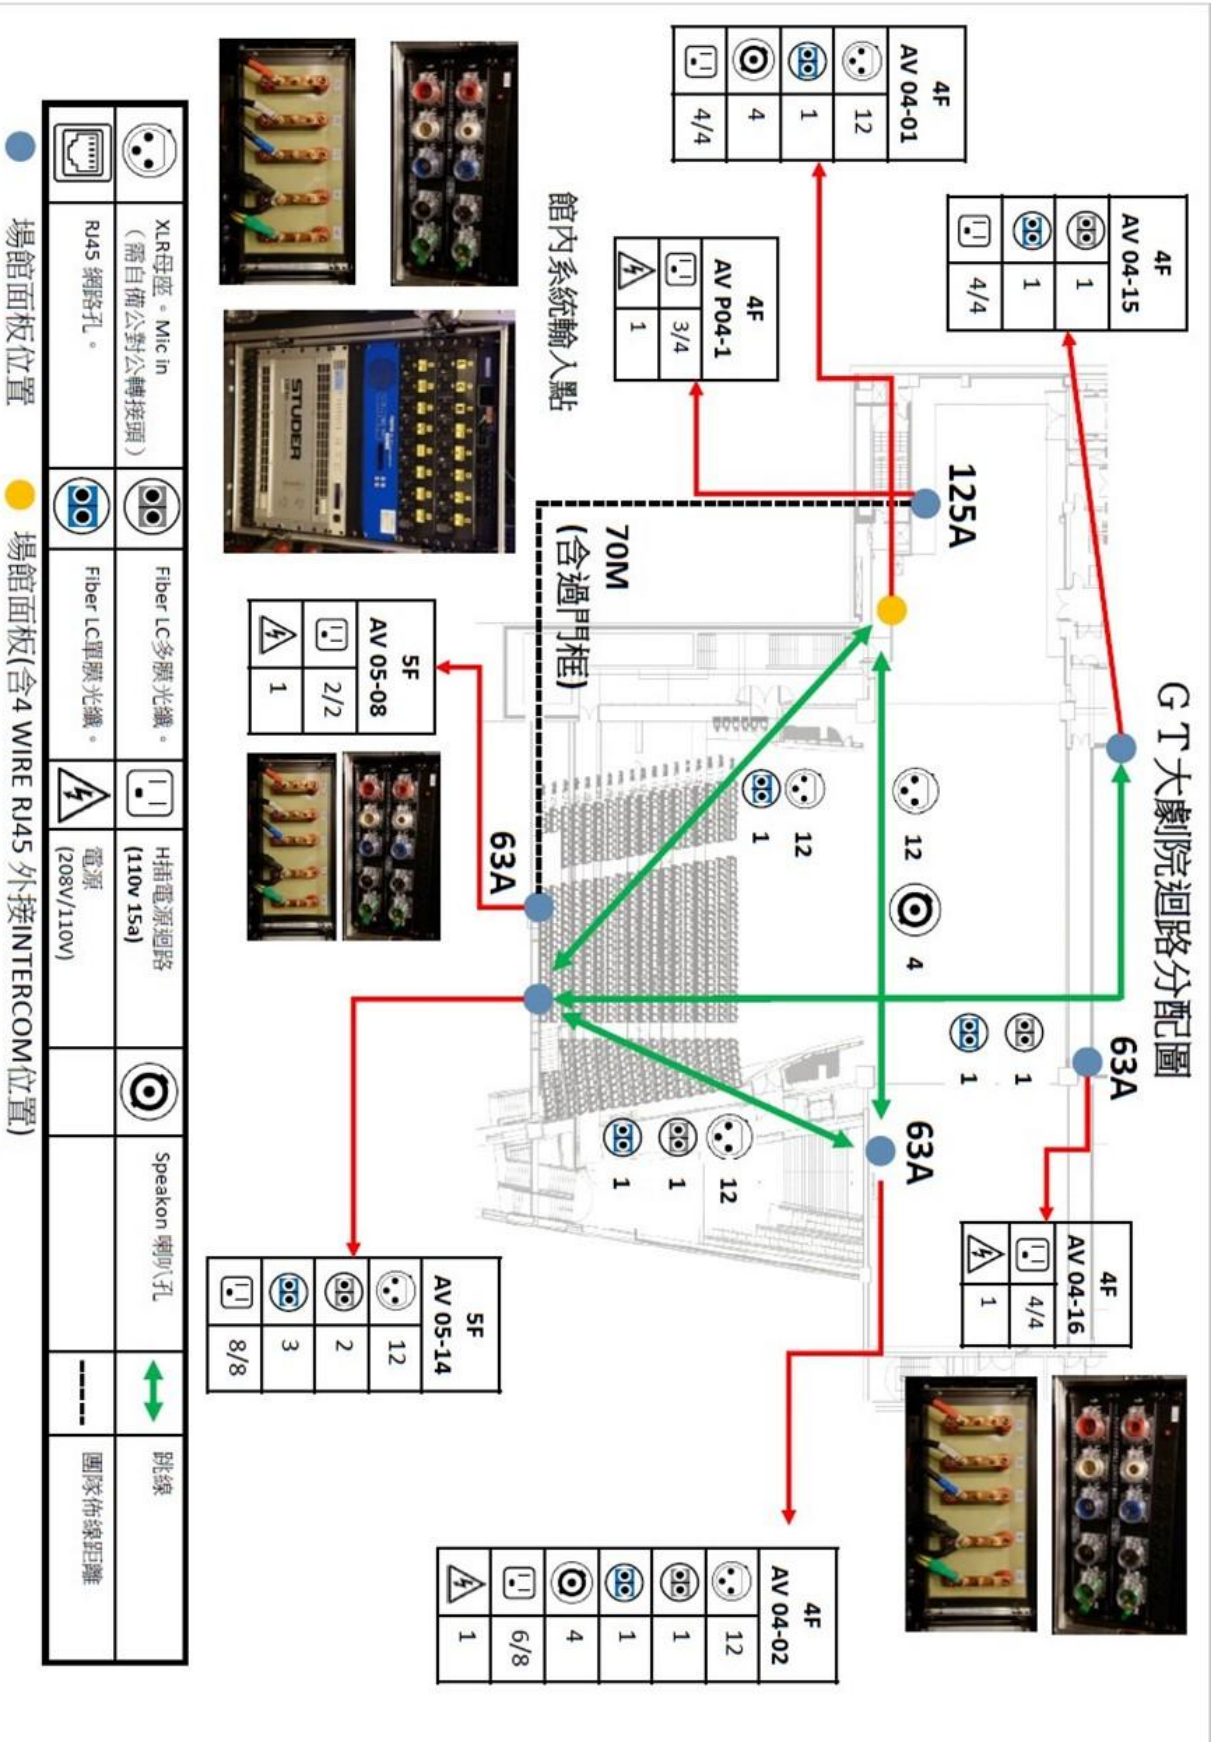 GT大劇院迴路分配圖
4F
AV 04-01
12
1
4
4/4
4F
AV 04-15
1
1
4/4
4F
AV P04-1
3/4
1
館內系統輸入點
125A
70M
(含過門框)
STUDER
5F
AV 05-08
2/2
1
63A
12
1
12
4
1
1
63A
63A
12
1
1
4F
AV 04-16
4/4
1
5F
AV 05-14
12
2
3
8/8
4F
AV 04-02
12
1
1
4
6/8
1
XLR母座。Mic in
(需自備公對公轉接頭)
Fiber LC多膜光纖。
H插電源迴路
(110v 15a)
Speakon 喇叭孔
跳線
RJ45 網路孔。
Fiber LC單膜光纖。
電源
(208V/110V)
團隊佈線距離
場館面板位置
場館面板(含4 WIRE RJ45 外接INTERCOM位置)